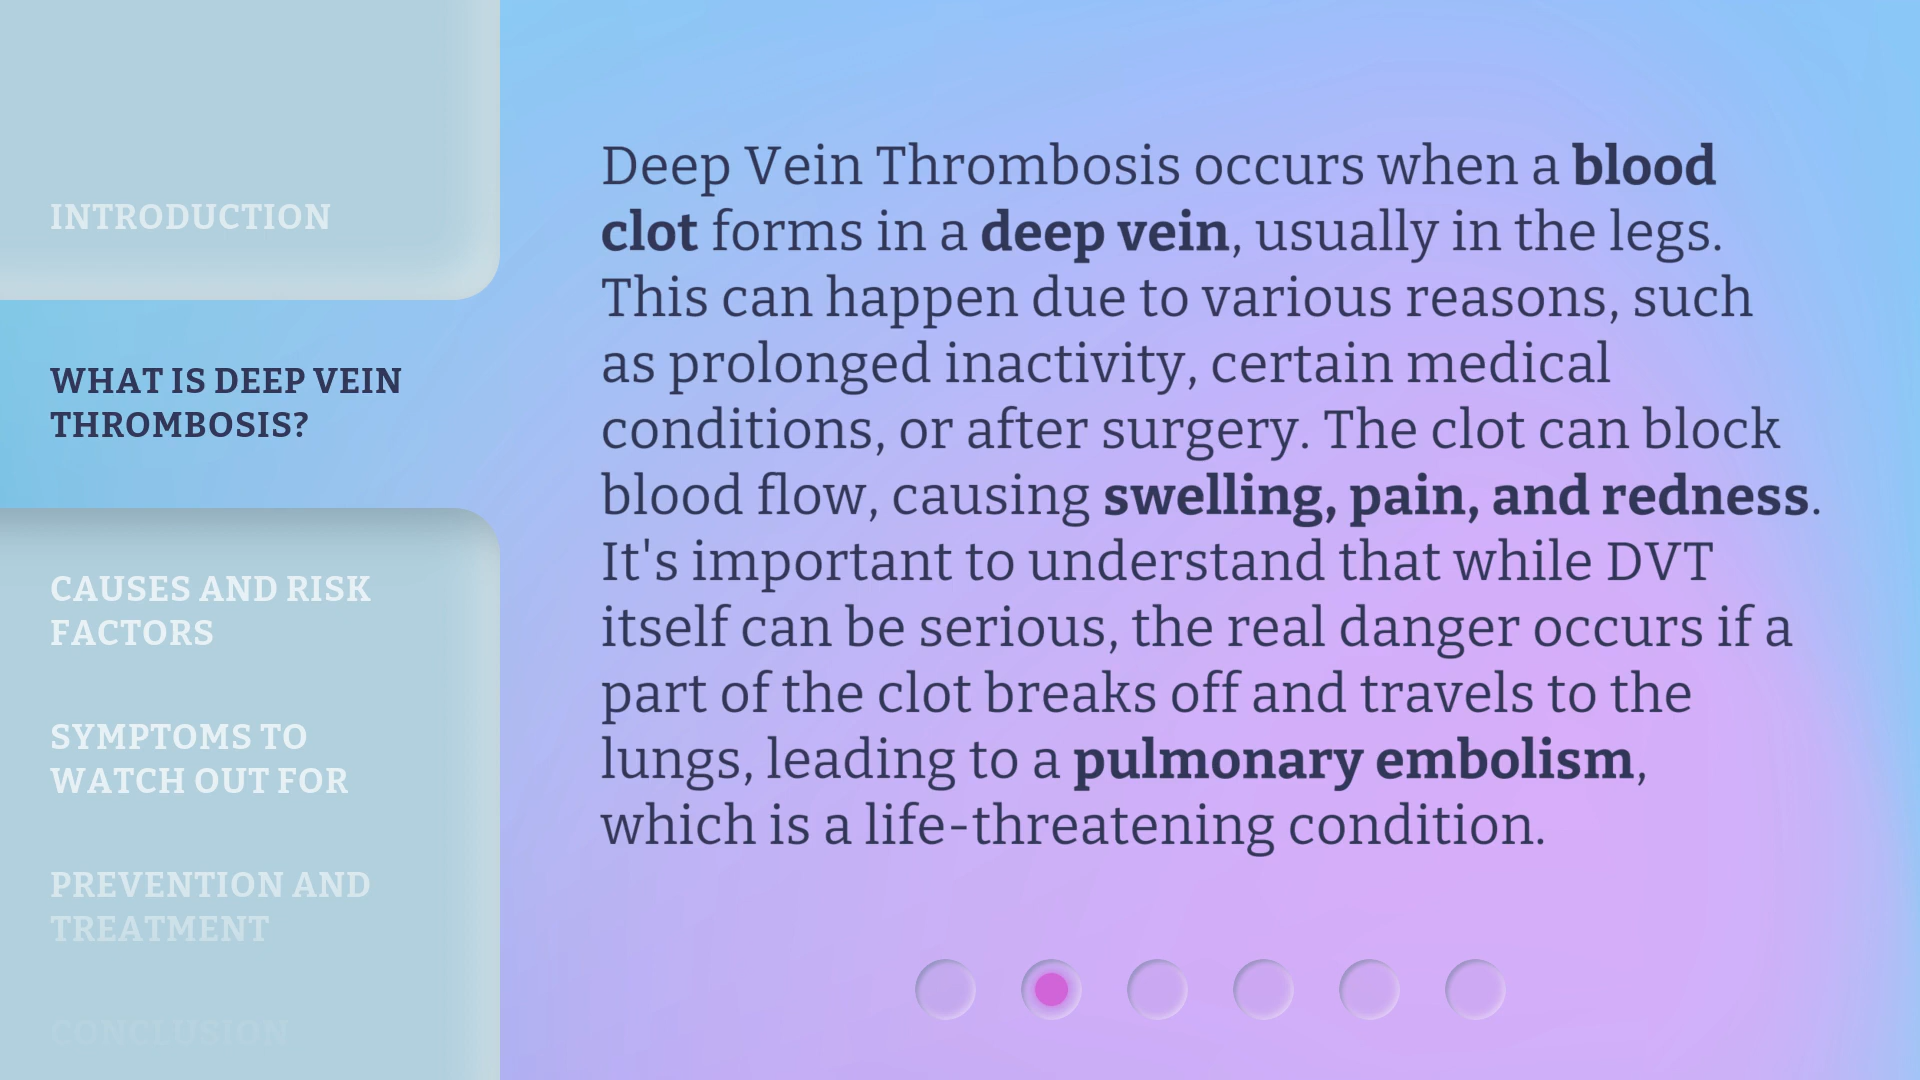 INTRODUCTION
WHAT IS DEEP VEIN
THROMBOSIS?
CAUSES AND RISK
FACTORS
SYMPTOMS TO
WATCH OUT FOR
PREVENTION AND
TREATMENT
CONCLUSION
Deep Vein Thrombosis occurs when a blood
clot forms in a deep vein, usually in the legs.
This can happen due to various reasons, such
as prolonged inactivity, certain medical
conditions, or after surgery. The clot can block
blood flow, causing swelling, pain, and redness.
It's important to understand that while DVT
itself can be serious, the real danger occurs if a
part of the clot breaks off and travels to the
lungs, leading to a pulmonary embolism,
which is a life-threatening condition.